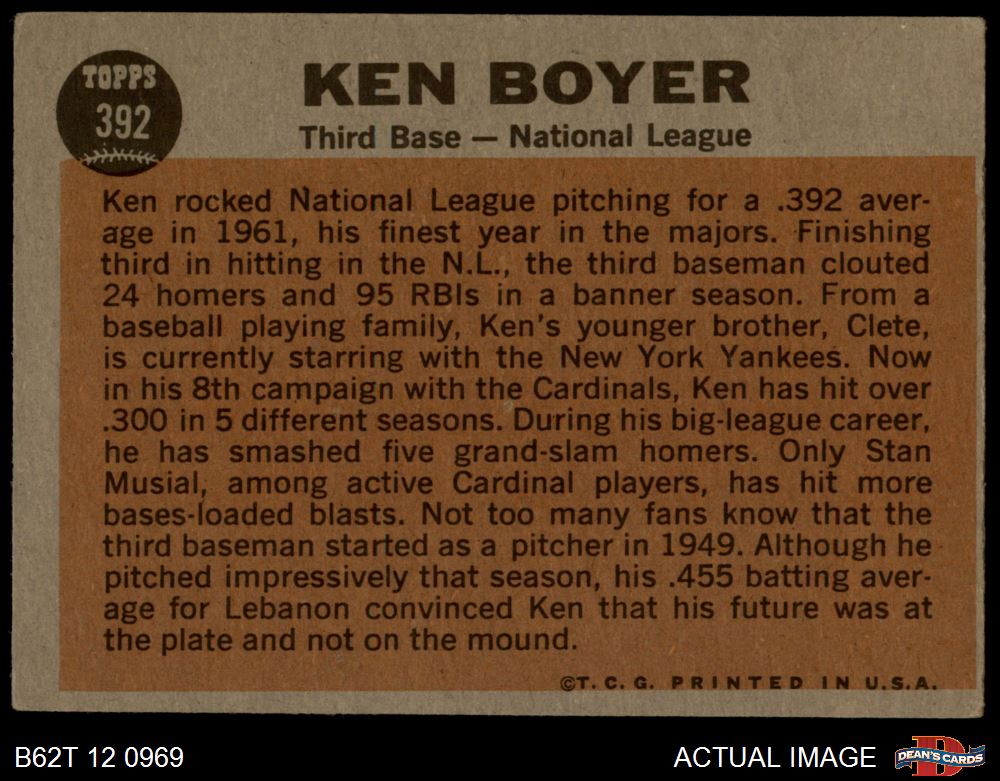 TOPPS
392
KEN BOYER
Third Base — National League
Ken rocked National League pitching for a .392 aver-
age in 1961, his finest year in the majors. Finishing
third in hitting in the N.L., the third baseman clouted
24 homers and 95 RBIs in a banner season. From a
baseball playing family, Ken's younger brother, Clete,
is currently starring with the New York Yankees. Now
in his 8th campaign with the Cardinals, Ken has hit over
.300 in 5 different seasons. During his big-league career,
he has smashed five grand-slam homers. Only Stan
Musial, among active Cardinal players, has hit more
bases-loaded blasts. Not too many fans know that the
third baseman started as a pitcher in 1949. Although he
pitched impressively that season, his .455 batting aver-
age for Lebanon convinced Ken that his future was at
the plate and not on the mound.
©T. C. G. PRINTED IN U.S.A.
B62T 12 0969
ACTUAL IMAGE
D
DEAN'S CARDS